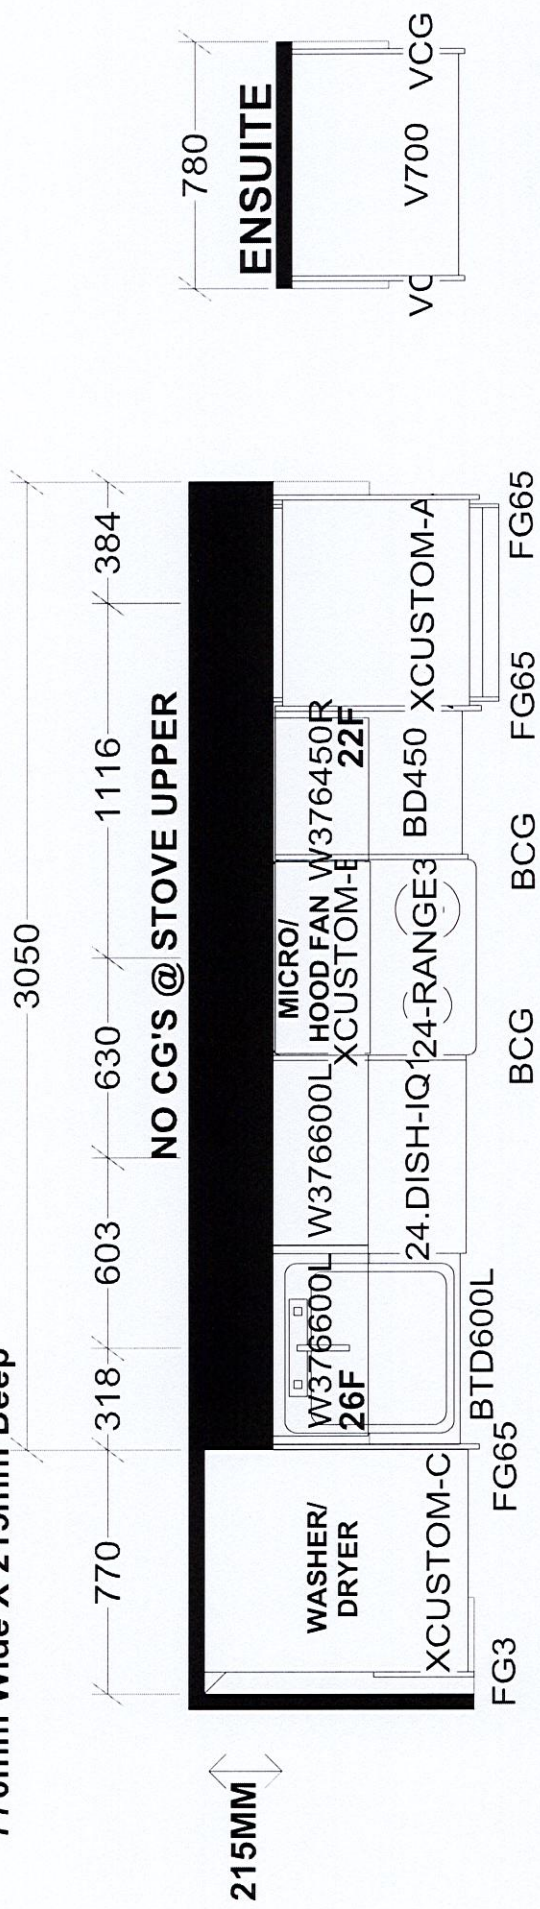 770mm Wide X 215mm Deep
3050
770
318
603
630
1116
384
NO CG'S @ STOVE UPPER
215MM
WASHER/
DRYER
XCUSTOM-C
FG3
FG65
W376600L
26F
BTD600L
W376600L
24.DISH-IQ1
MICRO/
HOOD FAN
XCUSTOM-B
24-RANGE3
BCG
BCG
W376450R
22F
BD450
XCUSTOM-A
FG65
FG65
780
ENSUITE
V700
VCG